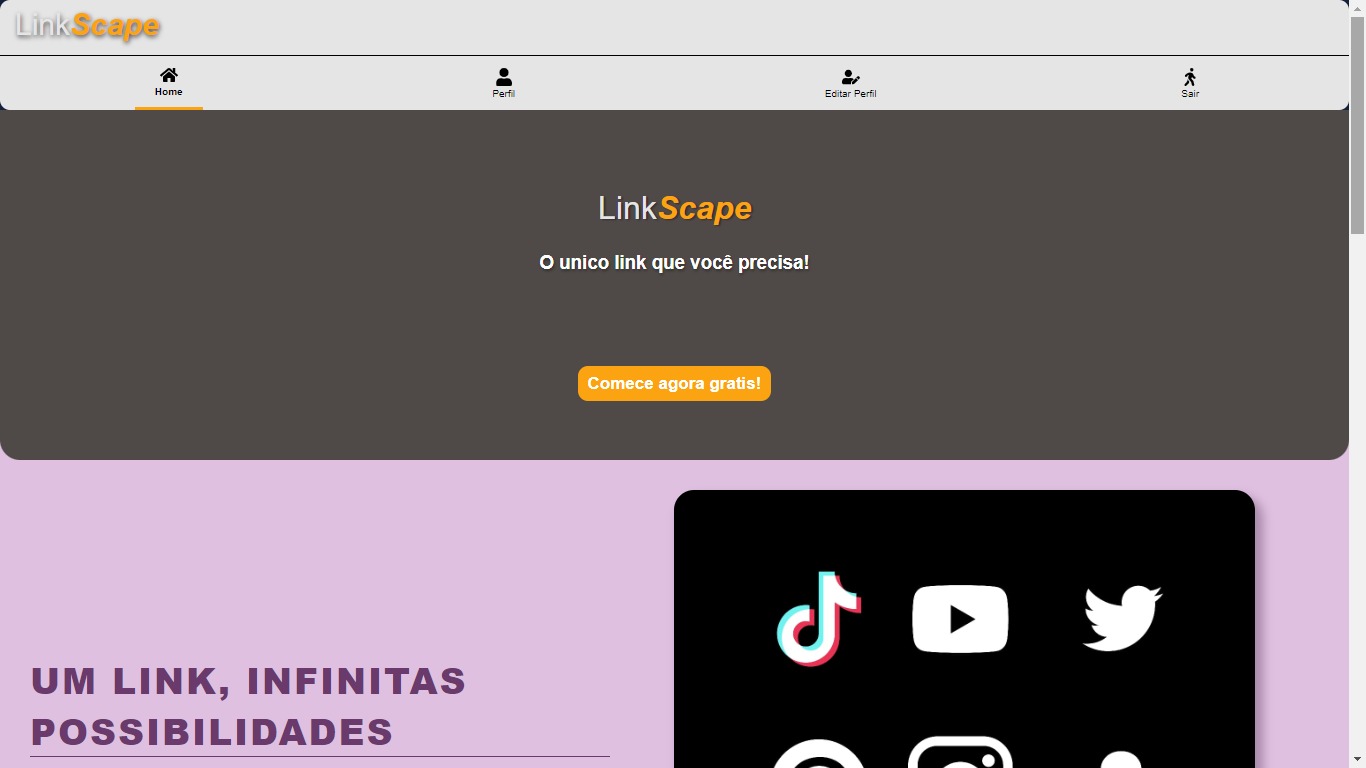 LinkScape
Home
Perfil
Editar Perfil
Sair
LinkScape
O unico link que você precisa!
Comece agora gratis!
UM LINK, INFINITAS
POSSIBILIDADES